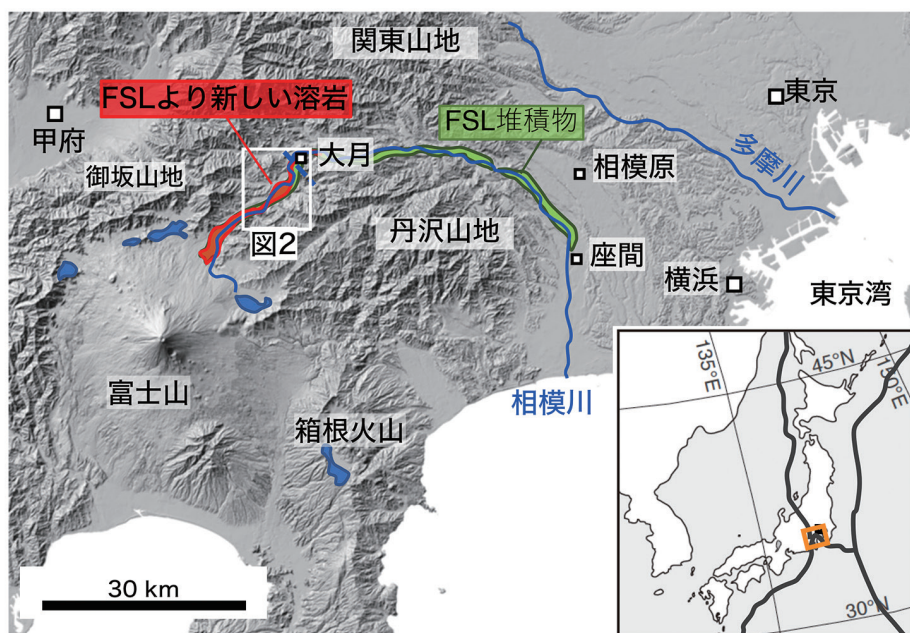 関東山地
東京
FSLより新しい溶岩
FSL堆積物
甲府
多摩川
大月
相模原
御坂山地
図2
丹沢山地
座間
横浜
東京湾
富士山
相模川
箱根火山
30 km
135°E
45°N
150°E
30°N